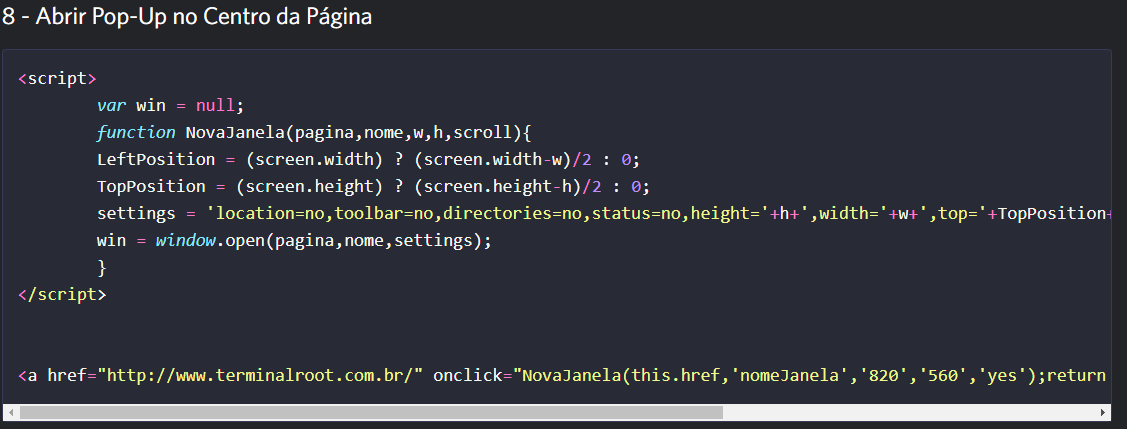 8 - Abrir Pop-Up no Centro da Página
<script>
var win = null;
function NovaJanela(pagina,nome,w,h,scroll){
LeftPosition = (screen.width) ? (screen.width-w)/2 : 0;
TopPosition = (screen.height) ? (screen.height-h)/2 : 0;
settings = 'location=no,toolbar=no,directories=no,status=no,height='+h+',width='+w+',top='+TopPosition+
win = window.open(pagina,nome,settings);
}
</script>
<a href="http://www.terminalroot.com.br/" onclick="NovaJanela(this.href,'nomeJanela','820','560','yes');return